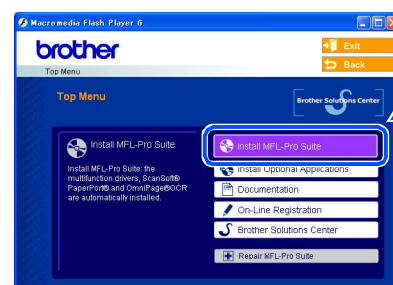 Macromedia Flash Player 6
brother
Exit
Back
Top Menu
Top Menu
Brother Solutions Center
Install MFL-Pro Suite
Install MFL-Pro Suite: the
multifunction drivers, ScanSoft®
PaperPort® and OmniPage®OCR
are automatically installed.
Install MFL-Pro Suite
Install Optional Applications
Documentation
On-Line Registration
Brother Solutions Center
Repair MFL-Pro Suite